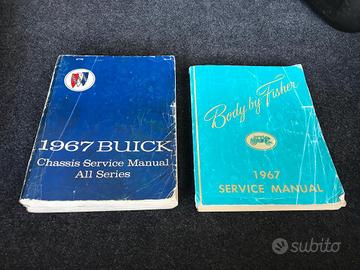 1967 BUICK
Chassis Service Manual
All Series
Body by Fisher
1967
SERVICE MANUAL
subito